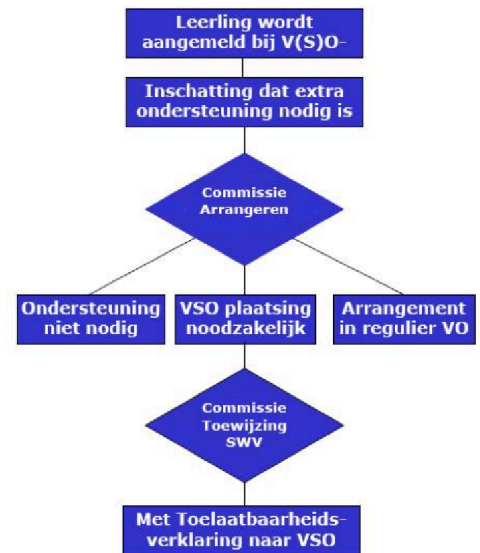 Leerling wordt
aangemeld bij V(S)O-
Inschatting dat extra
ondersteuning nodig is
Commissie
Arrangeren
Ondersteuning
niet nodig
VSO plaatsing
noodzakelijk
Arrangement
in regulier VO
Commissie
Toewijzing
SWV
Met Toelaatbaarheids-
verklaring naar VSO